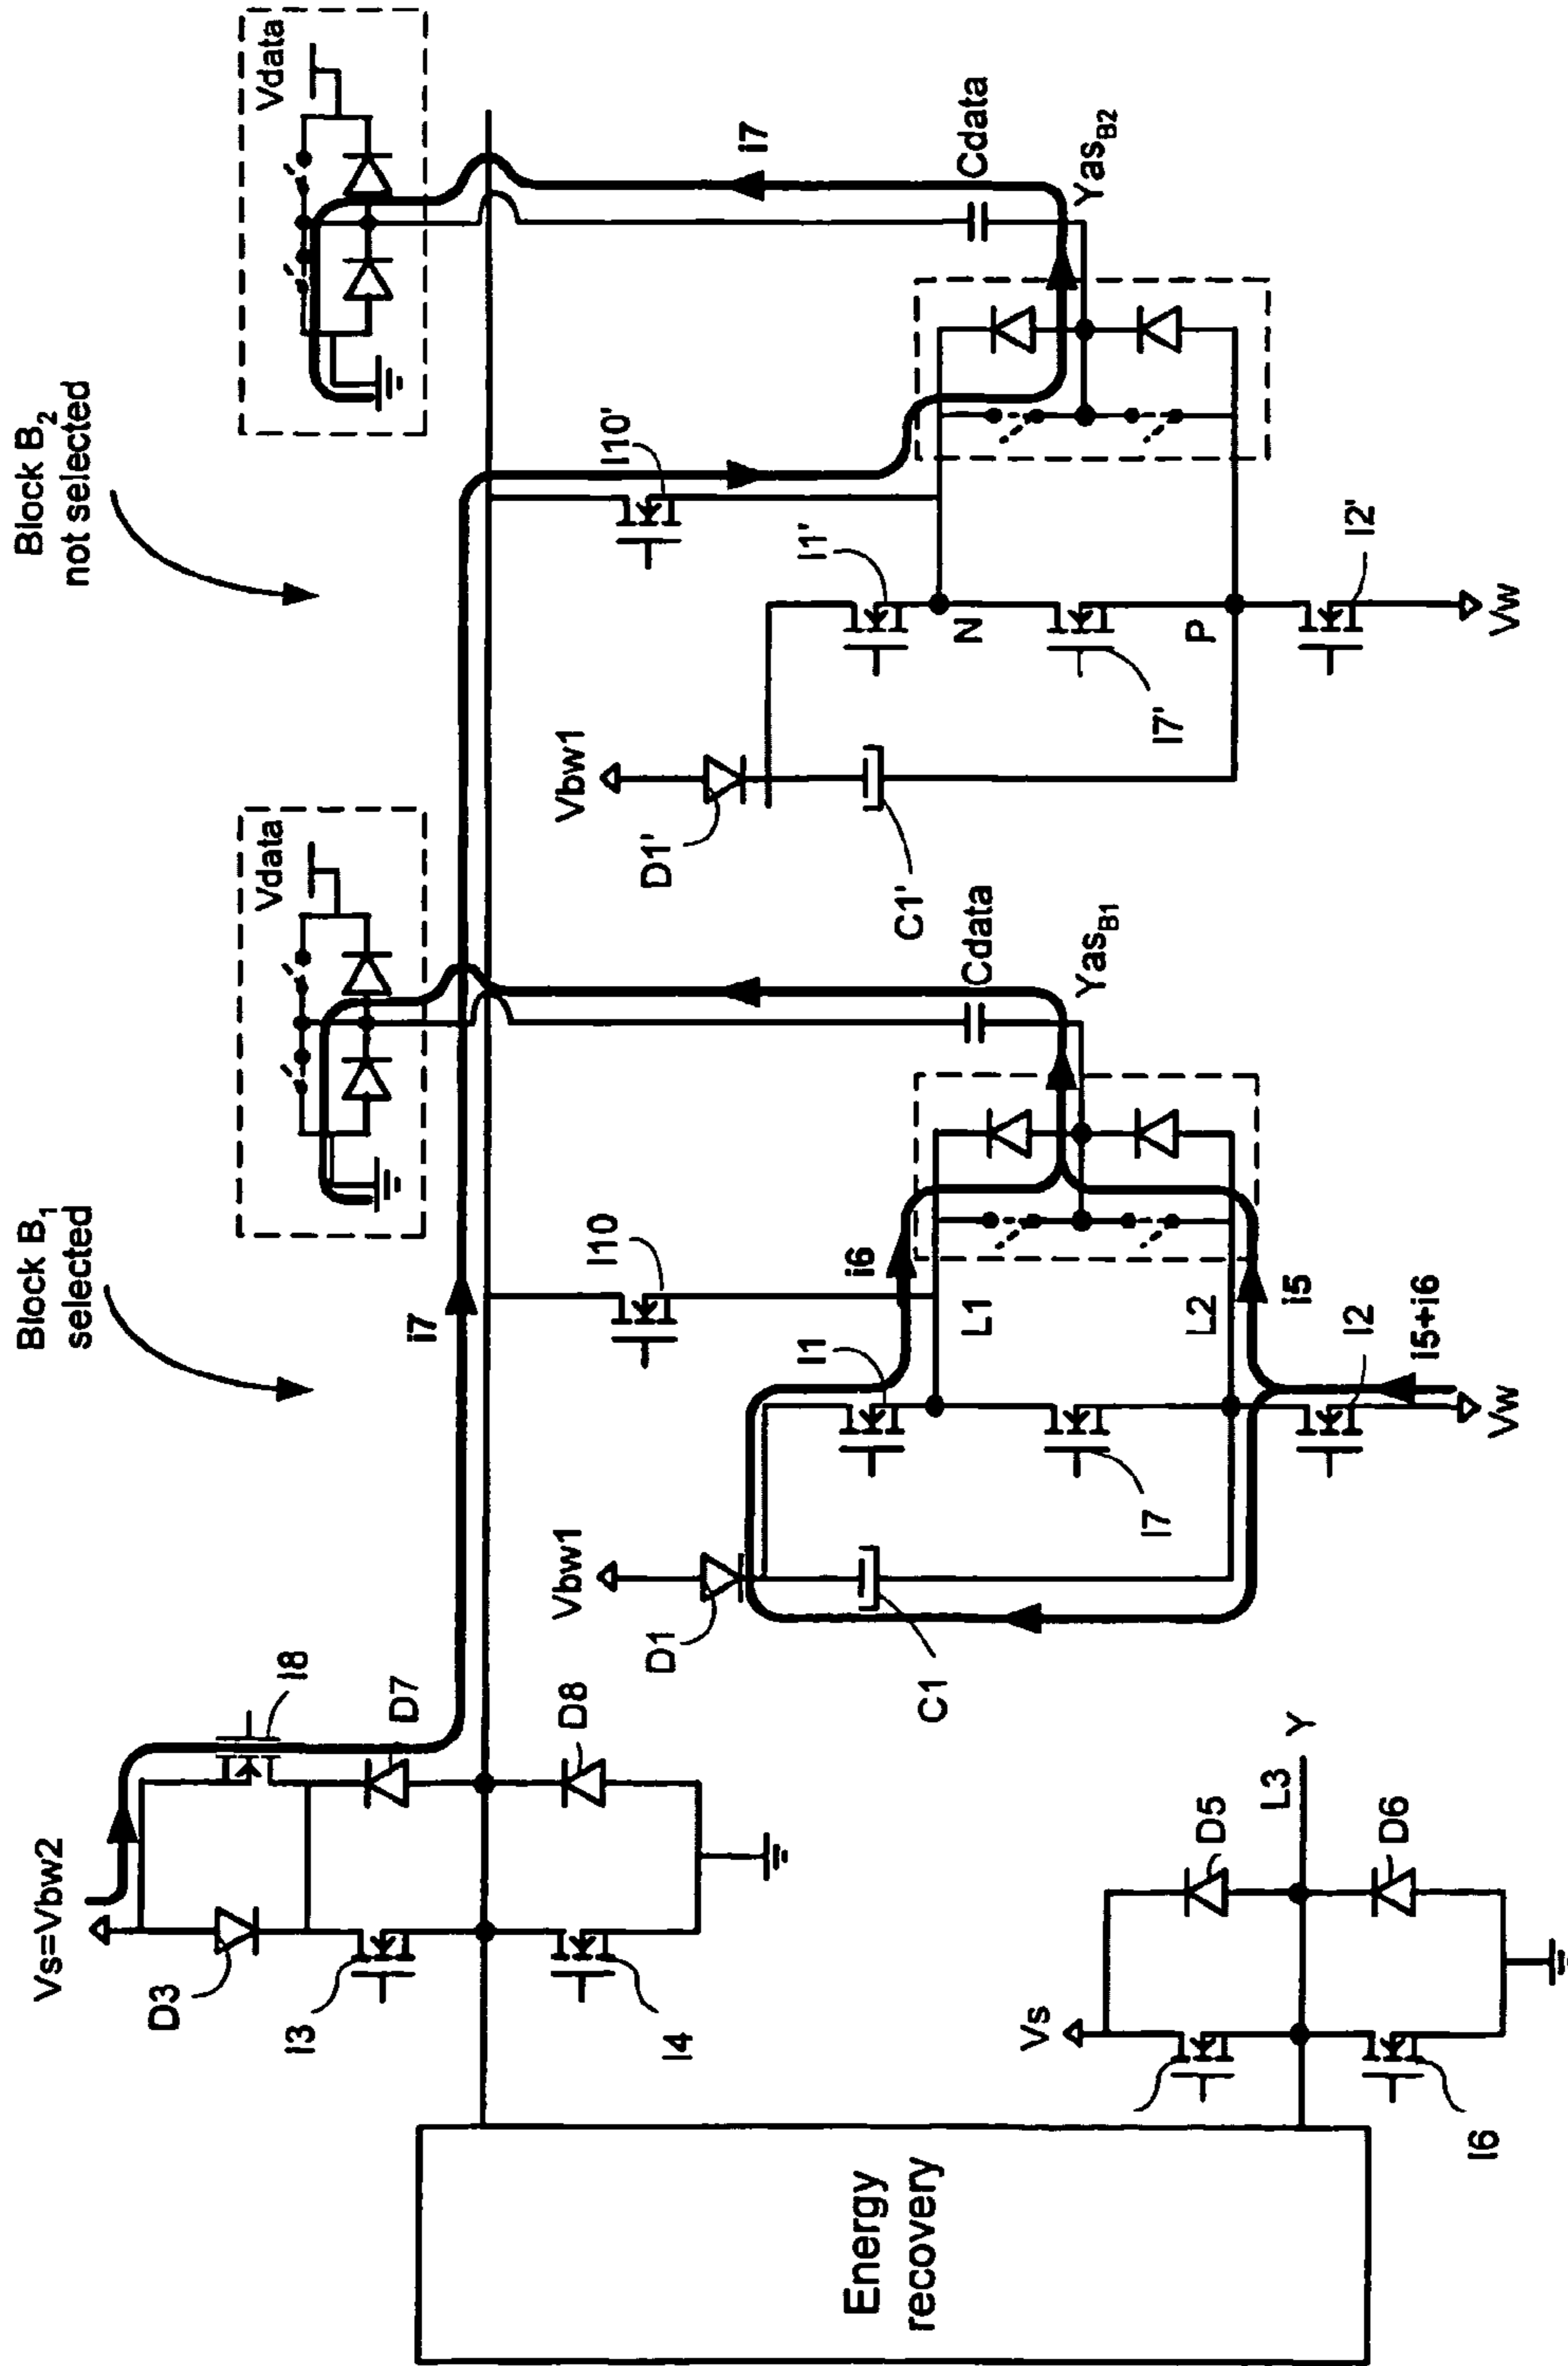 Block B2
not selected
Block B1
selected
Vdata
Vdata
Vs=Vbw2
I8
D7
D3
I3
D8
I4
i7
i7
I10
I10'
Cdata
YasB1
Cdata
YasB2
Vbw1
D1
C1
I1
i6
L1
I7
L2
I2
i5
i5+i6
Vw
Vbw1
D1'
C1'
I1'
N
I7'
P
I2'
Vw
Energy
recovery
Vs
D5
L3
Y
D6
I6